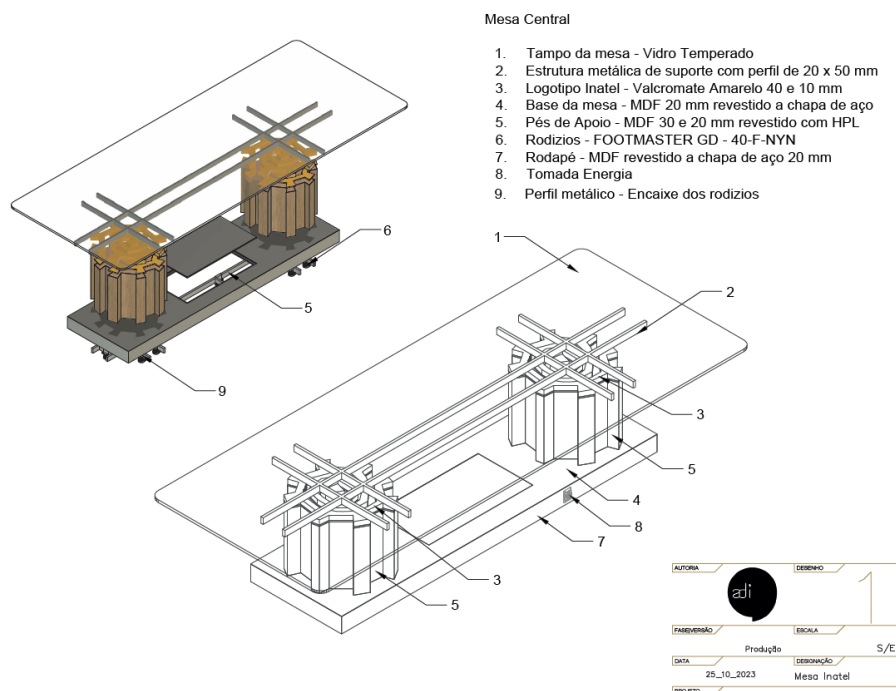 Mesa Central
1. Tampo da mesa - Vidro Temperado
2. Estrutura metálica de suporte com perfil de 20 x 50 mm
3. Logotipo Inatel - Valcromate Amarelo 40 e 10 mm
4. Base da mesa - MDF 20 mm revestido a chapa de aço
5. Pés de Apoio - MDF 30 e 20 mm revestido com HPL
6. Rodizios - FOOTMASTER GD - 40-F-NYN
7. Rodapé - MDF revestido a chapa de aço 20 mm
8. Tomada Energia
9. Perfil metálico - Encaixe dos rodizios
6
5
9
1
2
3
5
4
8
7
3
5
AUTORIA
DESENHO
adi
1
FASE|VERSÃO
ESCALA
Produção
S/E
DATA
DESIGNAÇÃO
25_10_2023
Mesa Inatel
PROJETO